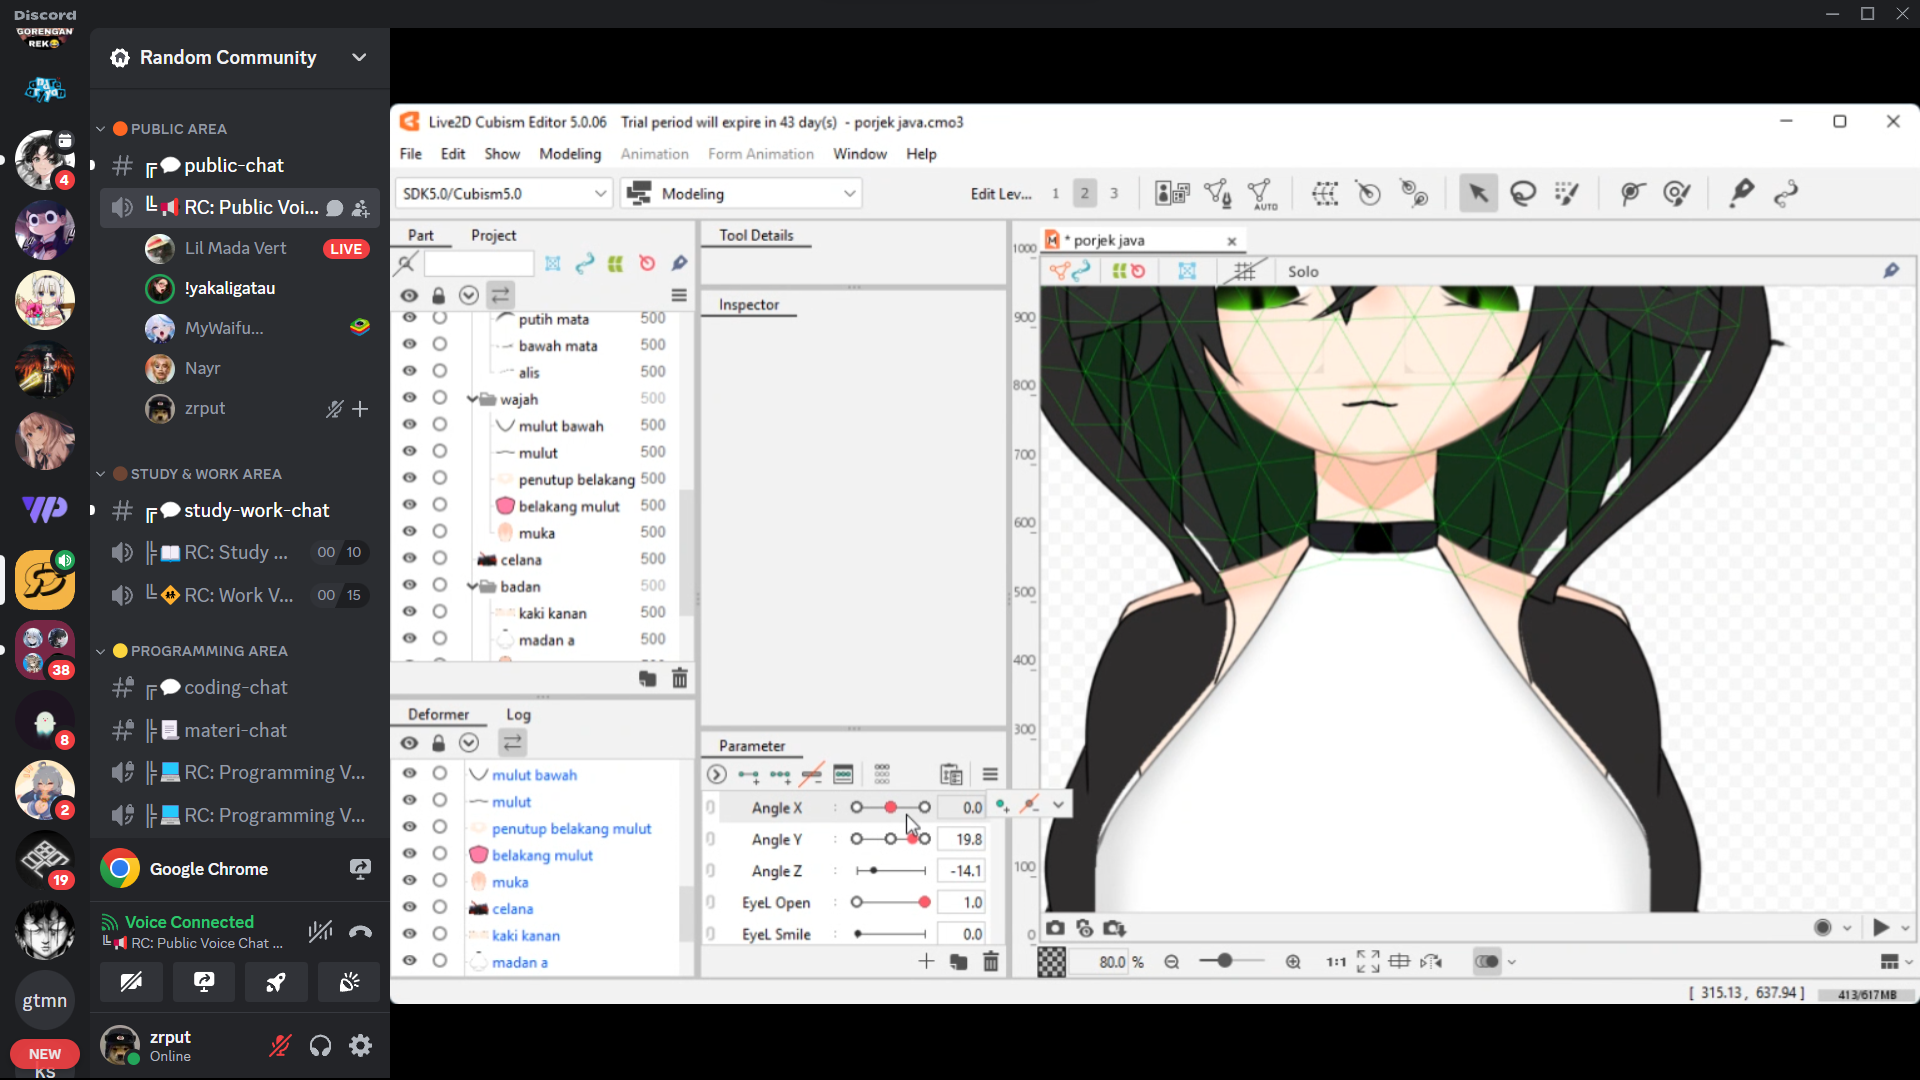 Discord
GORENGAN
REK
4
38
8
2
19
gtmn
NEW
KS
Random Community
PUBLIC AREA
public-chat
RC: Public Voi...
Lil Mada Vert
LIVE
!yakaligatau
MyWaifu...
Nayr
zrput
STUDY & WORK AREA
study-work-chat
RC: Study ...
00 10
RC: Work V...
00 15
PROGRAMMING AREA
coding-chat
materi-chat
RC: Programming V...
RC: Programming V...
Google Chrome
Voice Connected
RC: Public Voice Chat ...
zrput
Online
Live2D Cubism Editor 5.0.06 Trial period will expire in 43 day(s) - porjek java.cmo3
File Edit Show Modeling Animation Form Animation Window Help
SDK5.0/Cubism5.0
Modeling
Edit Lev...
1 2 3
AUTO
Part Project
putih mata 500
bawah mata 500
alis 500
wajah 500
mulut bawah 500
mulut 500
penutup belakang 500
belakang mulut 500
muka 500
celana 500
badan 500
kaki kanan 500
madan a 500
Deformer Log
mulut bawah
mulut
penutup belakang mulut
belakang mulut
muka
celana
kaki kanan
madan a
Tool Details
Inspector
Parameter
Angle X : 0.0
Angle Y : 19.8
Angle Z : -14.1
EyeL Open : 1.0
EyeL Smile : 0.0
* porjek java
Solo
1000
900
800
700
600
500
400
300
100
0
80.0 %
1:1
[ 315.13, 637.94 ]
413/617MB